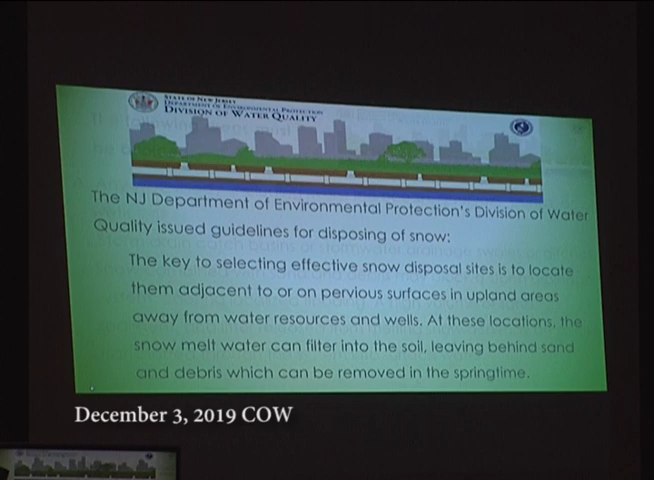 STATE OF NEW JERSEY
DEPARTMENT OF ENVIRONMENTAL PROTECTION
DIVISION OF WATER QUALITY
The NJ Department of Environmental Protection's Division of Water
Quality issued guidelines for disposing of snow:
The key to selecting effective snow disposal sites is to locate
them adjacent to or on pervious surfaces in upland areas
away from water resources and wells. At these locations, the
snow melt water can filter into the soil, leaving behind sand
and debris which can be removed in the springtime.
December 3, 2019 COW